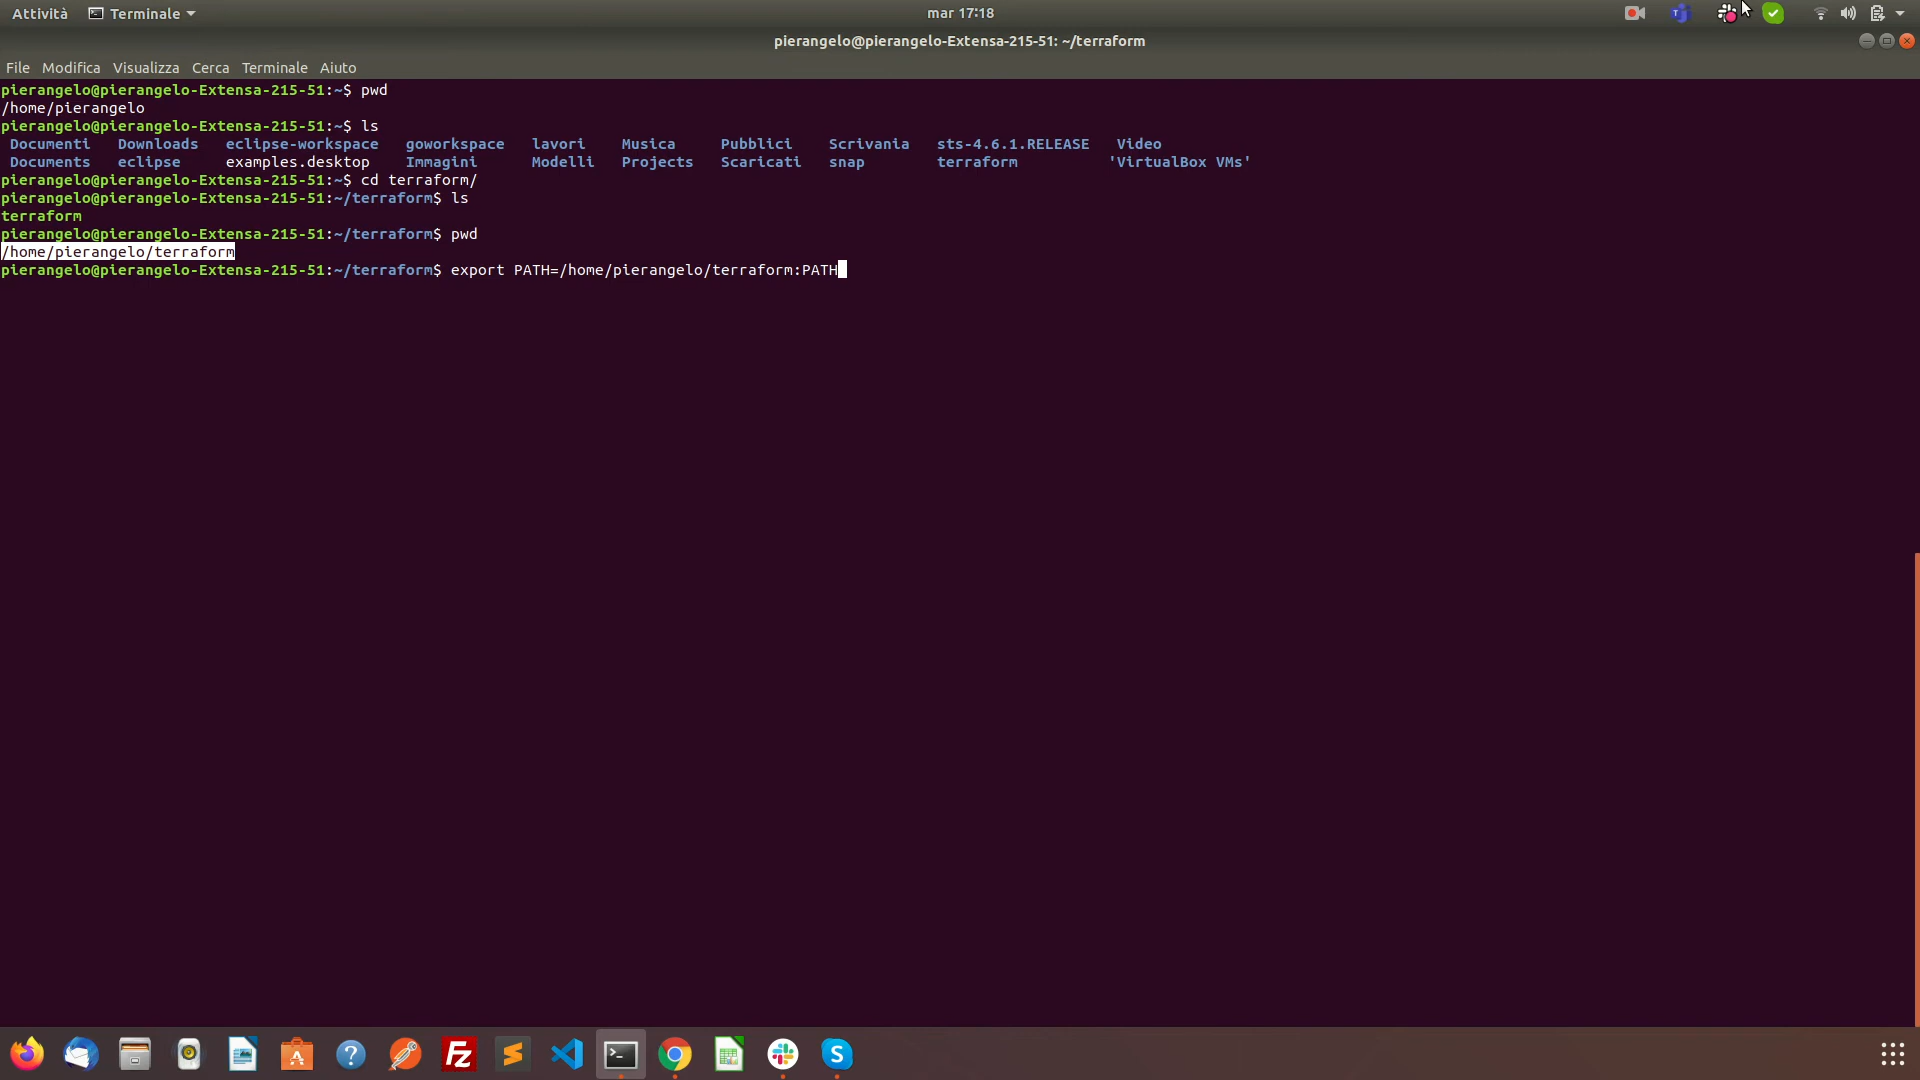 Attività Terminale mar 17:18
pierangelo@pierangelo-Extensa-215-51: ~/terraform
File Modifica Visualizza Cerca Terminale Aiuto
pierangelo@pierangelo-Extensa-215-51:~$ pwd
/home/pierangelo
pierangelo@pierangelo-Extensa-215-51:~$ ls
Documenti Downloads eclipse-workspace goworkspace lavori Musica Pubblici Scrivania sts-4.6.1.RELEASE Video
Documents eclipse examples.desktop Immagini Modelli Projects Scaricati snap terraform 'VirtualBox VMs'
pierangelo@pierangelo-Extensa-215-51:~$ cd terraform/
pierangelo@pierangelo-Extensa-215-51:~/terraform$ ls
terraform
pierangelo@pierangelo-Extensa-215-51:~/terraform$ pwd
/home/pierangelo/terraform
pierangelo@pierangelo-Extensa-215-51:~/terraform$ export PATH=/home/pierangelo/terraform:PATH